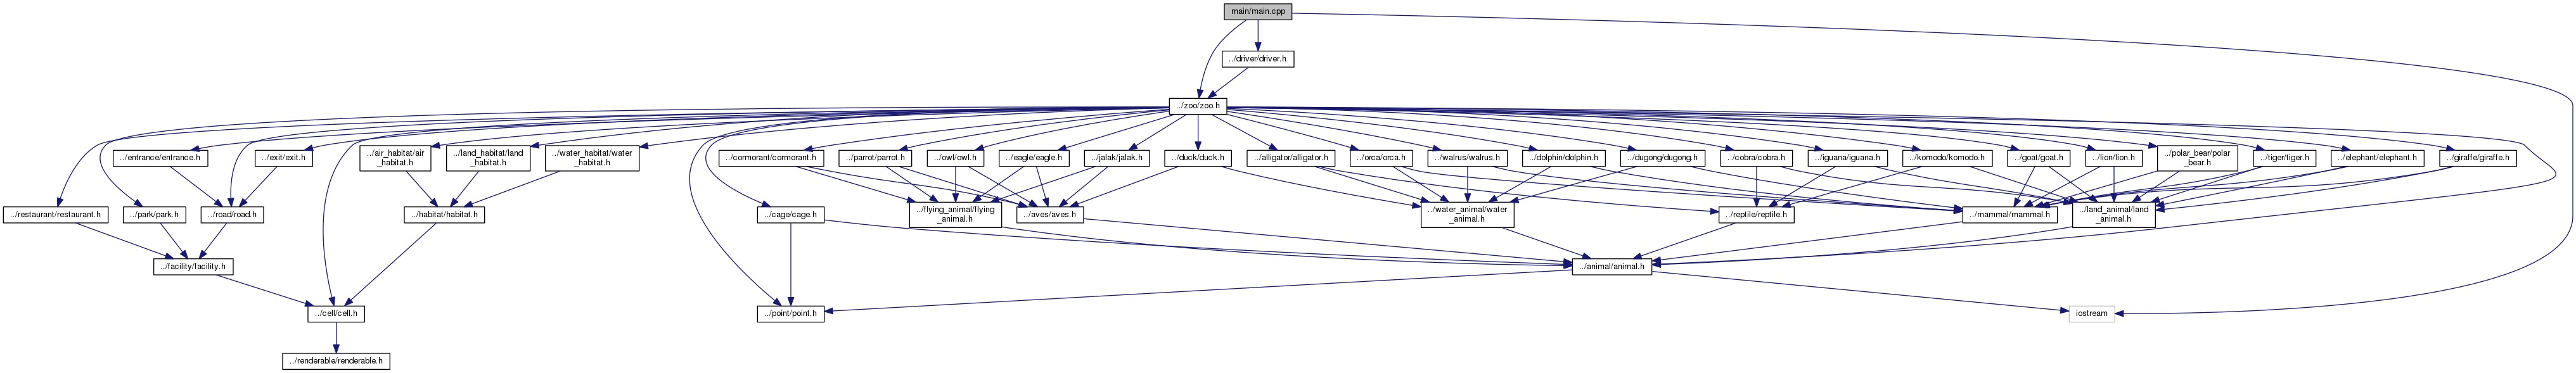 main/main.cpp
../driver/driver.h
../zoo/zoo.h
../entrance/entrance.h
../exit/exit.h
../air_habitat/air
_habitat.h
../land_habitat/land
_habitat.h
../water_habitat/water
_habitat.h
../cormorant/cormorant.h
../parrot/parrot.h
../owl/owl.h
../eagle/eagle.h
../jalak/jalak.h
../duck/duck.h
../alligator/alligator.h
../orca/orca.h
../walrus/walrus.h
../dolphin/dolphin.h
../dugong/dugong.h
../cobra/cobra.h
../iguana/iguana.h
../komodo/komodo.h
../goat/goat.h
../lion/lion.h
../polar_bear/polar
_bear.h
../tiger/tiger.h
../elephant/elephant.h
../giraffe/giraffe.h
../restaurant/restaurant.h
../park/park.h
../road/road.h
../habitat/habitat.h
../cage/cage.h
../flying_animal/flying
_animal.h
../aves/aves.h
../water_animal/water
_animal.h
../reptile/reptile.h
../mammal/mammal.h
../land_animal/land
_animal.h
../facility/facility.h
../animal/animal.h
../cell/cell.h
../point/point.h
iostream
../renderable/renderable.h